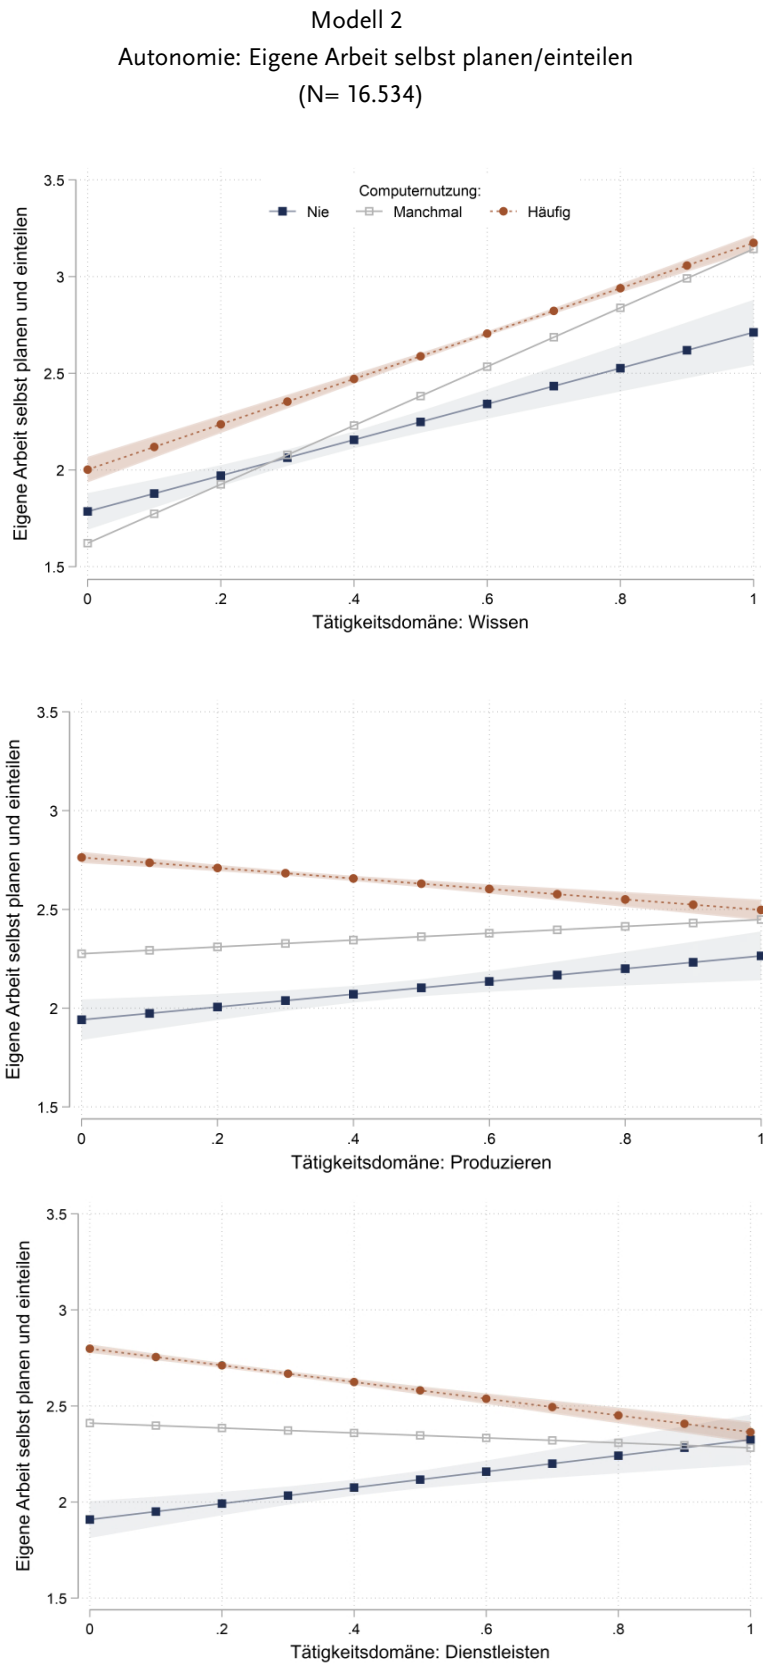 Modell 2
Autonomie: Eigene Arbeit selbst planen/einteilen
(N= 16.534)
Computernutzung:
Nie Manchmal Häufig
Eigene Arbeit selbst planen und einteilen
3.5
3
2.5
2
1.5
0 .2 .4 .6 .8 1
Tätigkeitsdomäne: Wissen
Eigene Arbeit selbst planen und einteilen
3.5
3
2.5
2
1.5
0 .2 .4 .6 .8 1
Tätigkeitsdomäne: Produzieren
Eigene Arbeit selbst planen und einteilen
3.5
3
2.5
2
1.5
0 .2 .4 .6 .8 1
Tätigkeitsdomäne: Dienstleisten